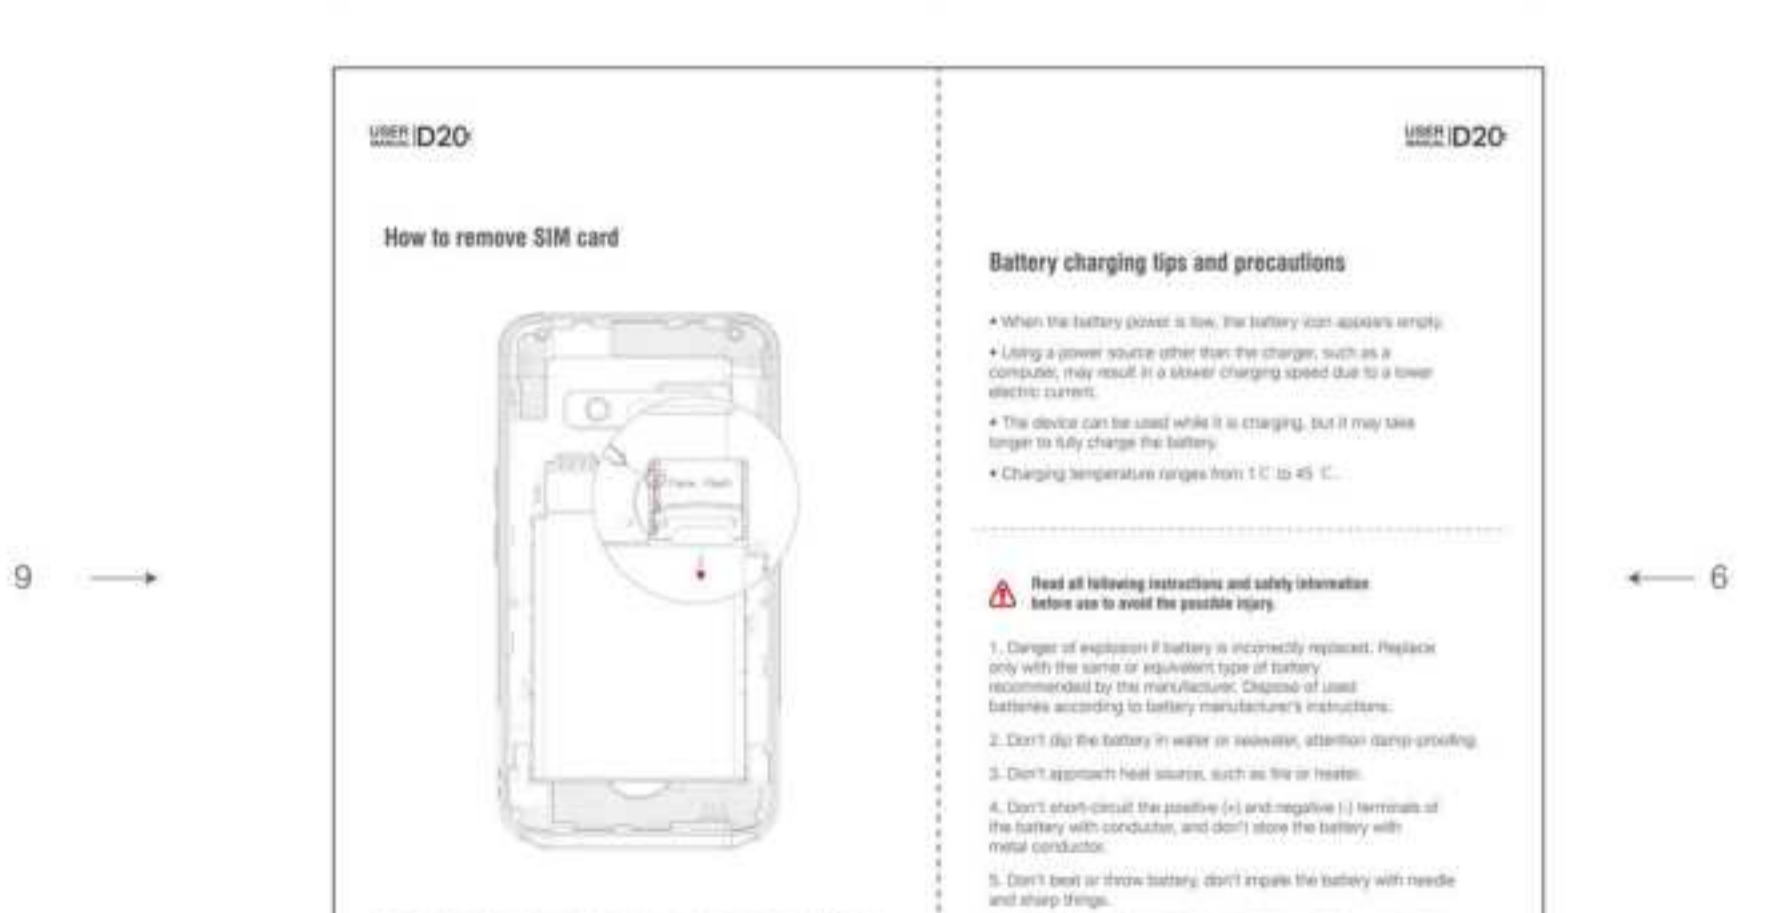 USER MANUAL D20
How to remove SIM card
9
USER MANUAL D20
Battery charging tips and precautions
• When the battery power is low, the battery icon appears empty.
• Using a power source other than the charger, such as a
computer, may result in a slower charging speed due to a lower
electric current.
• The device can be used while it is charging, but it may take
longer to fully charge the battery.
• Charging temperature ranges from 1℃ to 45 ℃.
Read all following instructions and safety information
before use to avoid the possible injury.
1. Danger of explosion if battery is incorrectly replaced. Replace
only with the same or equivalent type of battery
recommended by the manufacturer. Dispose of used
batteries according to battery manufacturer's instructions.
2. Don't dip the battery in water or seawater, attention damp-proofing.
3. Don't approach heat source, such as fire or heater.
4. Don't short-circuit the positive (+) and negative (-) terminals of
the battery with conductor, and don't store the battery with
metal conductor.
5. Don't beat or throw battery, don't impale the battery with needle
and sharp things.
6